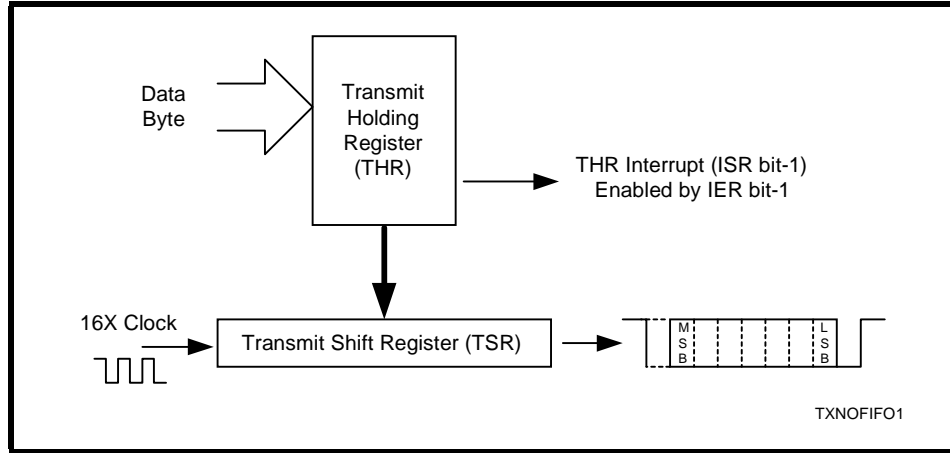 Data
Byte
Transmit
Holding
Register
(THR)
THR Interrupt (ISR bit-1)
Enabled by IER bit-1
16X Clock
Transmit Shift Register (TSR)
M
S
B
L
S
B
TXNOFIFO1